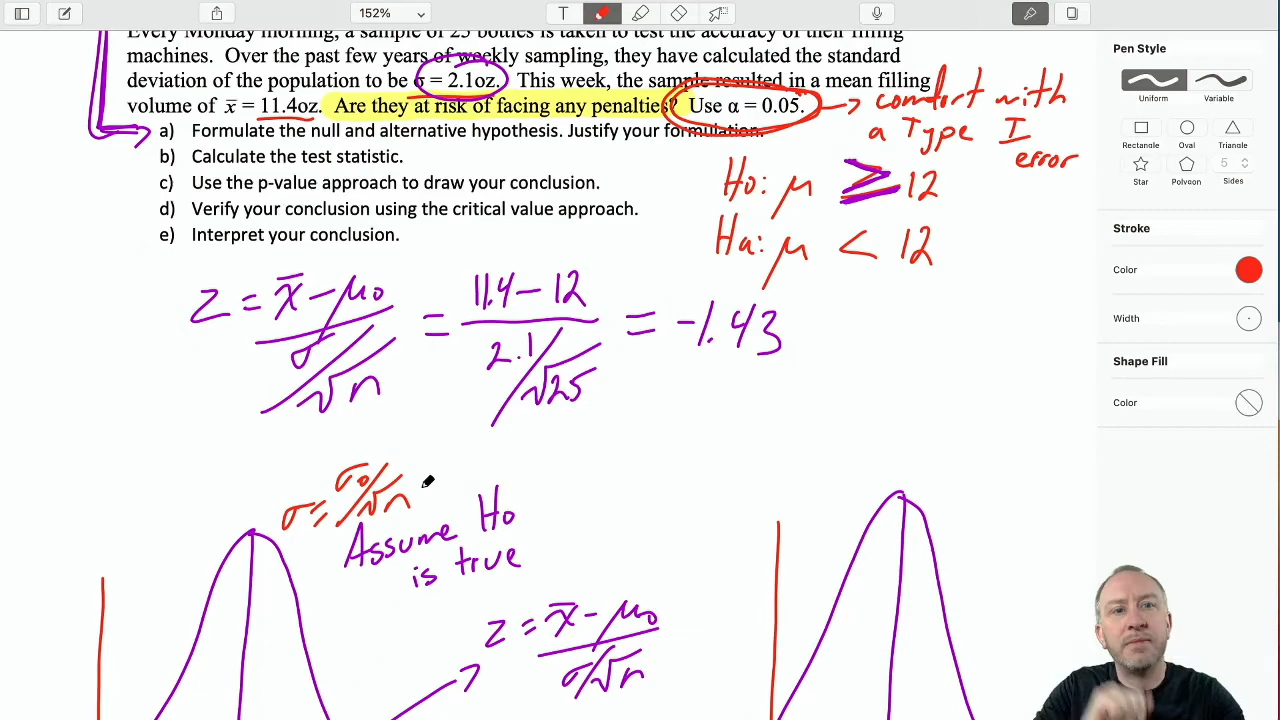 152%
Every Monday morning, a sample of 25 bottles is taken to test the accuracy of their filling
machines. Over the past few years of weekly sampling, they have calculated the standard
deviation of the population to be σ = 2.1oz. This week, the sample resulted in a mean filling
volume of x̄ = 11.4oz. Are they at risk of facing any penalties? Use α = 0.05.
→ comfort with
a Type I
error
a) Formulate the null and alternative hypothesis. Justify your formulation.
b) Calculate the test statistic.
c) Use the p-value approach to draw your conclusion.
d) Verify your conclusion using the critical value approach.
e) Interpret your conclusion.
Ho: μ ≥ 12
Ha: μ < 12
z = x̄ - μ₀ / σ/√n = 11.4 - 12 / 2.1/√25 = -1.43
σ = σ₀/√n
Assume Ho
is true
z = x̄ - μ₀ / σ/√n
Pen Style
Uniform Variable
Rectangle Oval Triangle
Star Polygon 5 Sides
Stroke
Color
Width
Shape Fill
Color